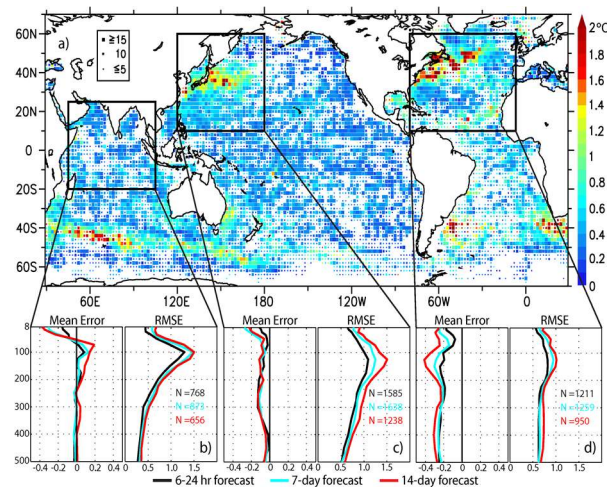 2°C
60N
a)
≥15
10
≤5
1.8
1.6
40N
1.4
20N
1.2
0
1
20S
0.8
40S
0.6
0.4
60S
0.2
0
60E
120E
180
120W
60W
Mean Error
RMSE
Mean Error
RMSE
Mean Error
RMSE
8
100
200
300
400
500
N =768
N =873
N =656
b)
N =1585
N =1638
N =1238
c)
N =1211
N =1259
N =950
d)
-0.4 -0.2 0 0.2 0.5 1.0 1.5
-0.4 -0.2 0 0.2 0.4 0.5 1.0 1.5
-0.4 -0.2 0 0.2 0.4 0.5 1.0 1.5
6-24 hr forecast 7-day forecast 14-day forecast